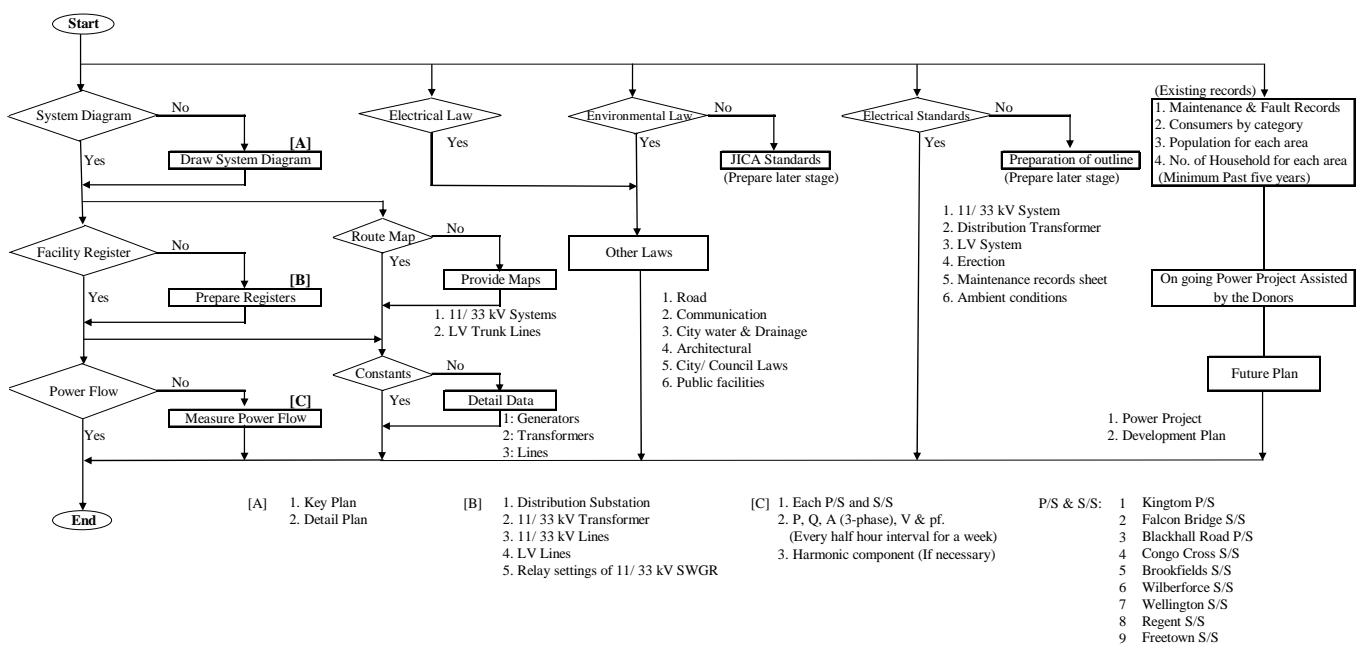 Start
System Diagram
No
Yes
[A]
Draw System Diagram
Electrical Law
Yes
Environmental Law
No
Yes
JICA Standards
(Prepare later stage)
Electrical Standards
No
Yes
Preparation of outline
(Prepare later stage)
(Existing records)
1. Maintenance & Fault Records
2. Consumers by category
3. Population for each area
4. No. of Household for each area
(Minimum Past five years)
Facility Register
No
Yes
[B]
Prepare Registers
Route Map
No
Yes
Provide Maps
1. 11/ 33 kV Systems
2. LV Trunk Lines
Other Laws
1. Road
2. Communication
3. City water & Drainage
4. Architectural
5. City/ Council Laws
6. Public facilities
1. 11/ 33 kV System
2. Distribution Transformer
3. LV System
4. Erection
5. Maintenance records sheet
6. Ambient conditions
On going Power Project Assisted
by the Donors
Power Flow
No
Yes
[C]
Measure Power Flow
Constants
No
Yes
Detail Data
1: Generators
2: Transformers
3: Lines
Future Plan
1. Power Project
2. Development Plan
End
[A] 1. Key Plan
2. Detail Plan
[B] 1. Distribution Substation
2. 11/ 33 kV Transformer
3. 11/ 33 kV Lines
4. LV Lines
5. Relay settings of 11/ 33 kV SWGR
[C] 1. Each P/S and S/S
2. P, Q, A (3-phase), V & pf.
(Every half hour interval for a week)
3. Harmonic component (If necessary)
P/S & S/S: 1 Kingtom P/S
2 Falcon Bridge S/S
3 Blackhall Road P/S
4 Congo Cross S/S
5 Brookfields S/S
6 Wilberforce S/S
7 Wellington S/S
8 Regent S/S
9 Freetown S/S